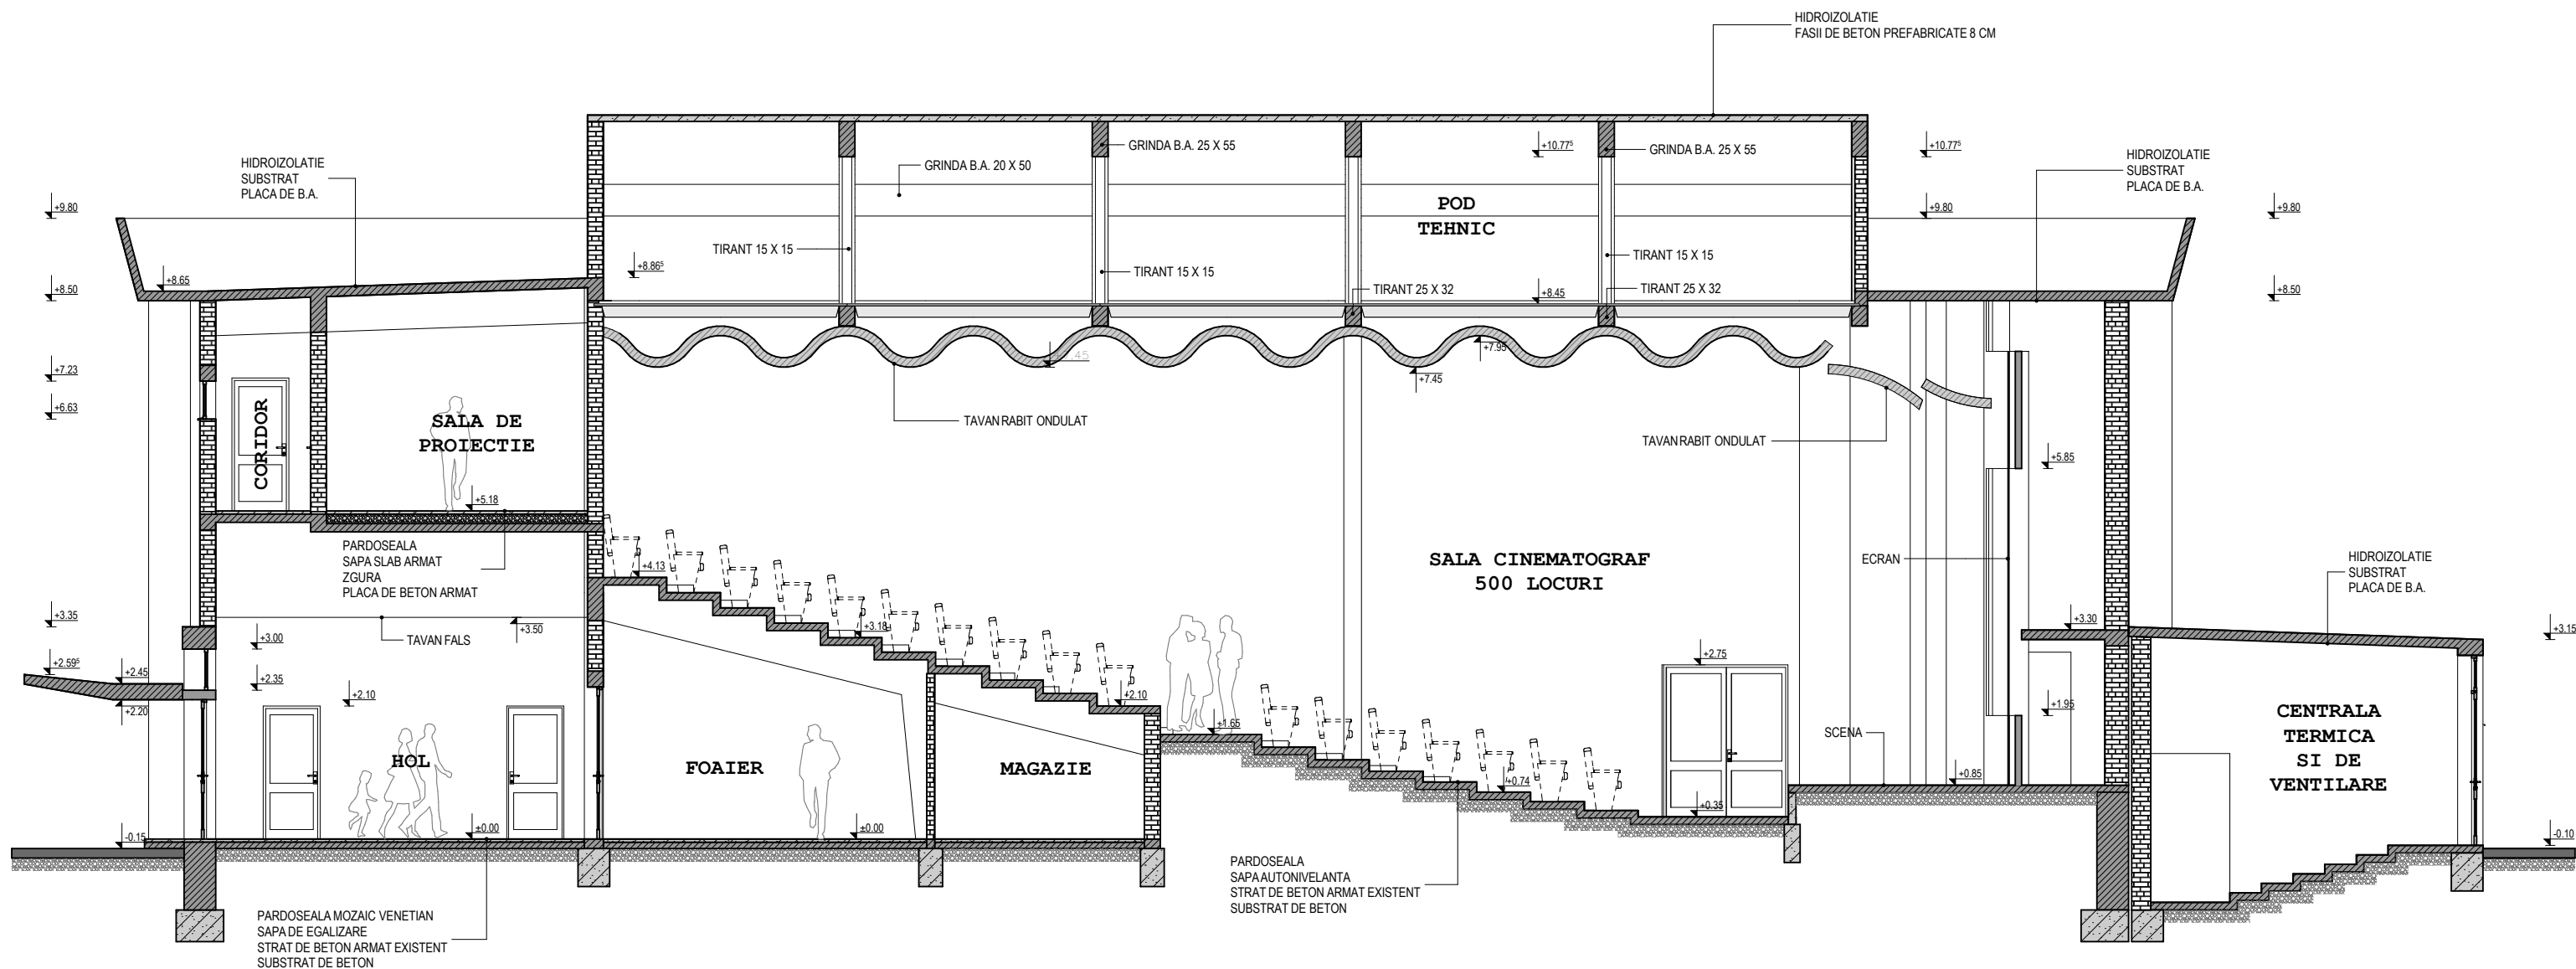 HIDROIZOLATIE
FASII DE BETON PREFABRICATE 8 CM
HIDROIZOLATIE
SUBSTRAT
PLACA DE B.A.
GRINDA B.A. 20 X 50
GRINDA B.A. 25 X 55
+10.77⁵
GRINDA B.A. 25 X 55
+10.77⁵
HIDROIZOLATIE
SUBSTRAT
PLACA DE B.A.
+9.80
POD
TEHNIC
+9.80
+9.80
TIRANT 15 X 15
TIRANT 15 X 15
TIRANT 15 X 15
+8.65
+8.86⁵
+8.50
TIRANT 25 X 32
+8.45
TIRANT 25 X 32
+8.50
+7.45
+7.95
+7.45
+7.23
+6.63
CORIDOR
SALA DE
PROIECTIE
TAVAN RABIT ONDULAT
TAVAN RABIT ONDULAT
+5.85
+5.18
PARDOSEALA
SAPA SLAB ARMAT
ZGURA
PLACA DE BETON ARMAT
+4.13
SALA CINEMATOGRAF
500 LOCURI
ECRAN
HIDROIZOLATIE
SUBSTRAT
PLACA DE B.A.
+3.35
+3.00
TAVAN FALS
+3.50
+3.18
+3.30
+3.15
+2.59⁵
+2.45
+2.35
+2.10
+2.20
+2.10
+1.65
+2.75
+1.95
SCENA
HOL
FOAIER
MAGAZIE
CENTRALA
TERMICA
SI DE
VENTILARE
+0.74
+0.35
+0.85
-0.15
±0.00
±0.00
-0.10
PARDOSEALA
SAPA AUTONIVELANTA
STRAT DE BETON ARMAT EXISTENT
SUBSTRAT DE BETON
PARDOSEALA MOZAIC VENETIAN
SAPA DE EGALIZARE
STRAT DE BETON ARMAT EXISTENT
SUBSTRAT DE BETON